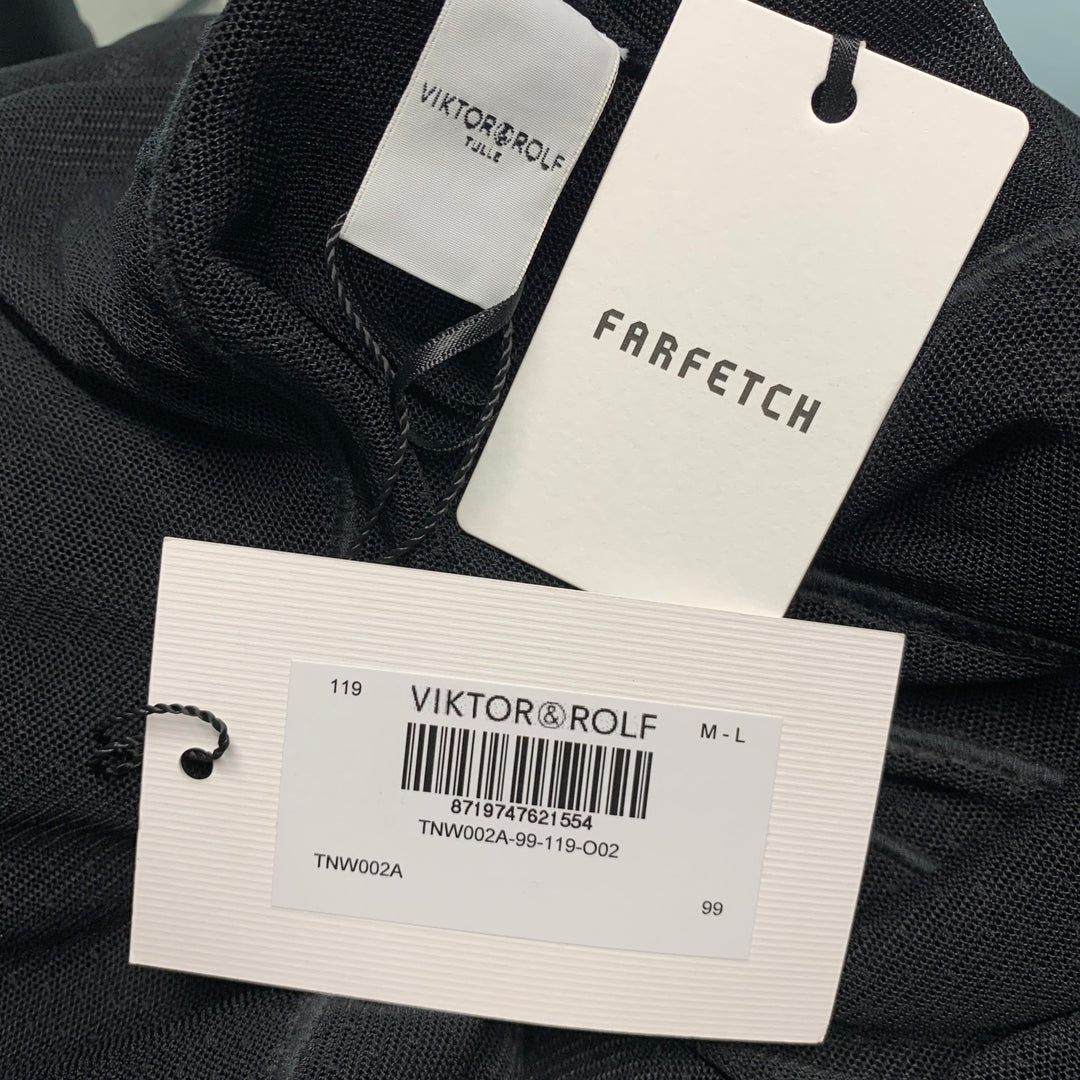 VIKTOR&ROLF
TULLE
FARFETCH
119
VIKTOR&ROLF
M - L
8719747621554
TNW002A-99-119-O02
TNW002A
99